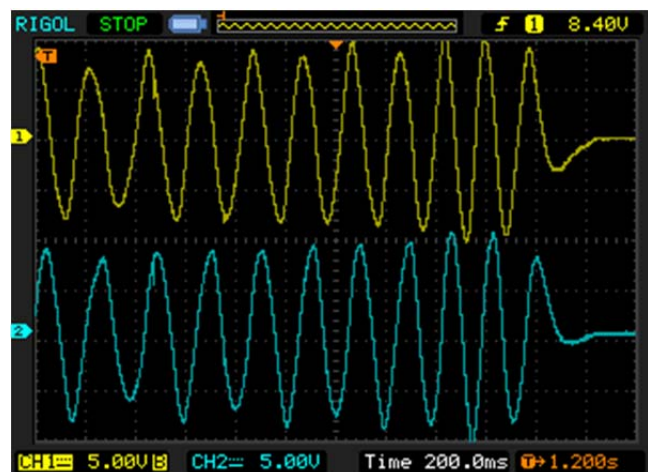 RIGOL STOP 1 8.40V
T
1
2
CH1 5.00V B CH2 5.00V Time 200.0ms T→1.200s